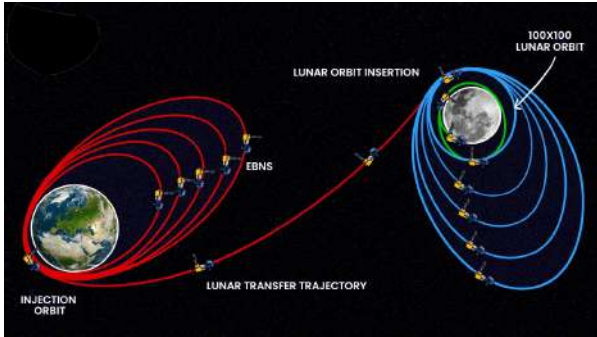 100X100
LUNAR ORBIT
LUNAR ORBIT INSERTION
EBNS
LUNAR TRANSFER TRAJECTORY
INJECTION
ORBIT